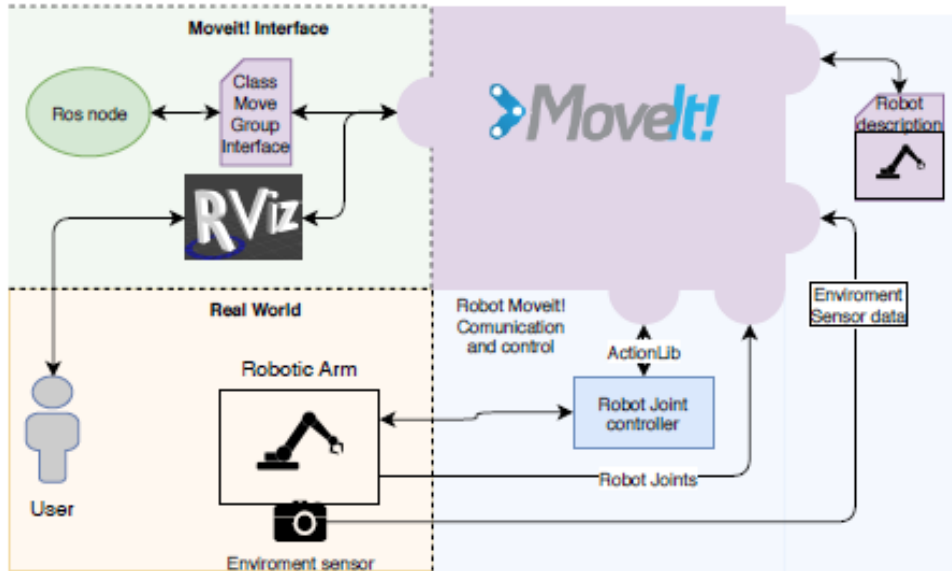 MoveIt! Interface
Ros node
Class
Move
Group
Interface
RViz
MoveIt!
Robot
description
Real World
User
Robotic Arm
Enviroment sensor
Robot MoveIt!
Comunication
and control
ActionLib
Robot Joint
controller
Robot Joints
Enviroment
Sensor data